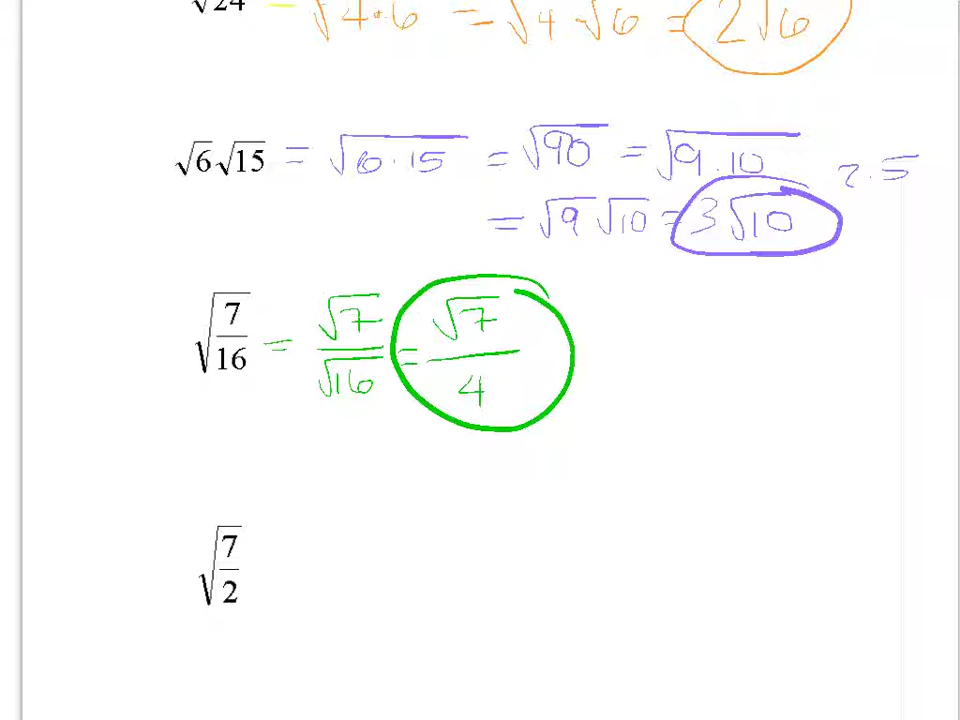 √24 = √4·6 = √4 √6 = 2√6
√6√15 = √6·15 = √90 = √9·10 2·5
= √9 √10 = 3√10
√(7/16) = √7/√16 = √7/4
√(7/2)